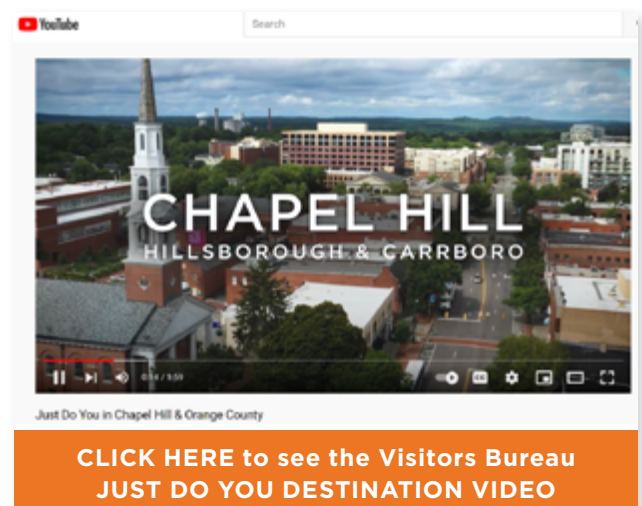 YouTube
Search
CHAPEL HILL
HILLSBOROUGH & CARRBORO
CC
Just Do You in Chapel Hill & Orange County
CLICK HERE to see the Visitors Bureau
JUST DO YOU DESTINATION VIDEO